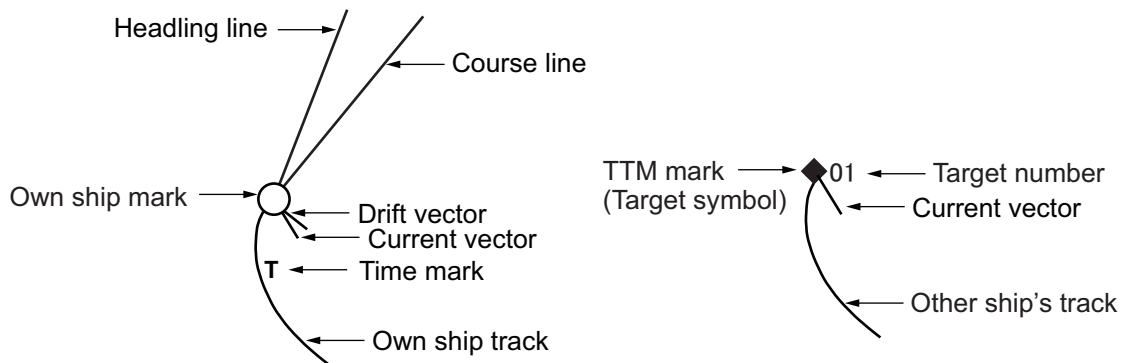 Headling line
Course line
Own ship mark
Drift vector
Current vector
T
Time mark
Own ship track
TTM mark
(Target symbol)
01
Target number
Current vector
Other ship's track